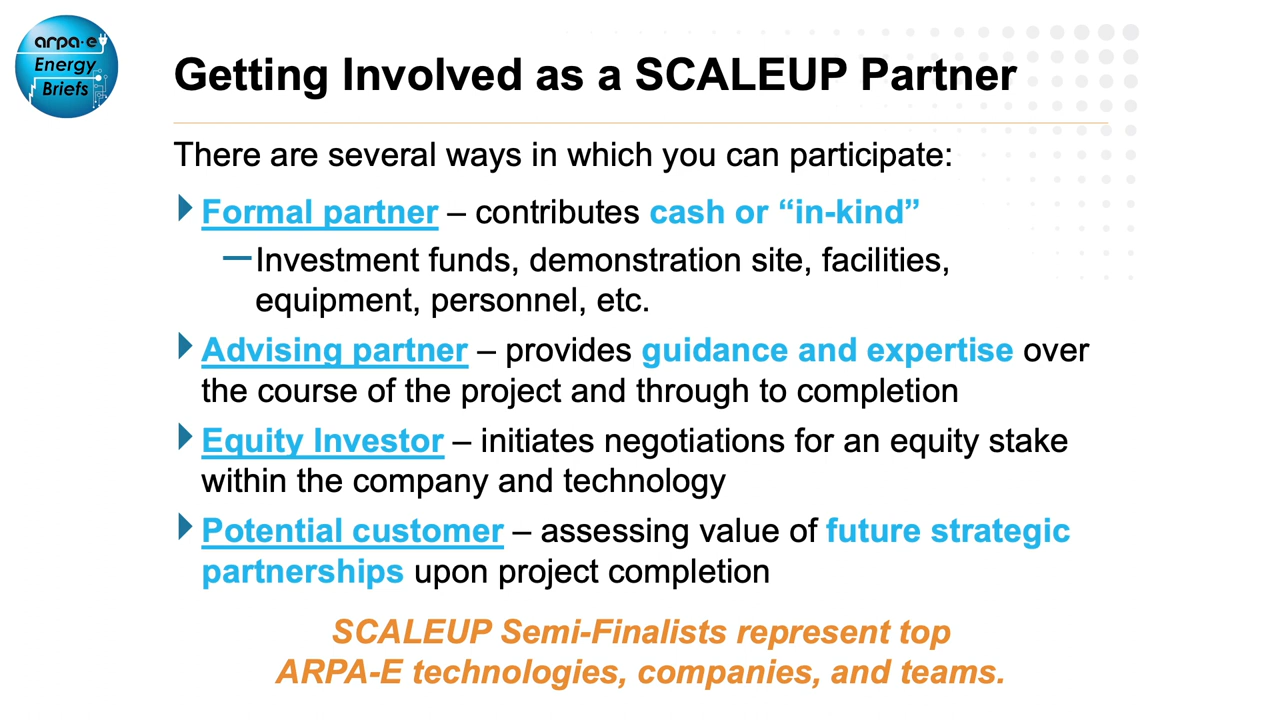 arpa·e
Energy
Briefs
Getting Involved as a SCALEUP Partner
There are several ways in which you can participate:
Formal partner – contributes cash or “in-kind”
—Investment funds, demonstration site, facilities,
equipment, personnel, etc.
Advising partner – provides guidance and expertise over
the course of the project and through to completion
Equity Investor – initiates negotiations for an equity stake
within the company and technology
Potential customer – assessing value of future strategic
partnerships upon project completion
SCALEUP Semi-Finalists represent top
ARPA-E technologies, companies, and teams.